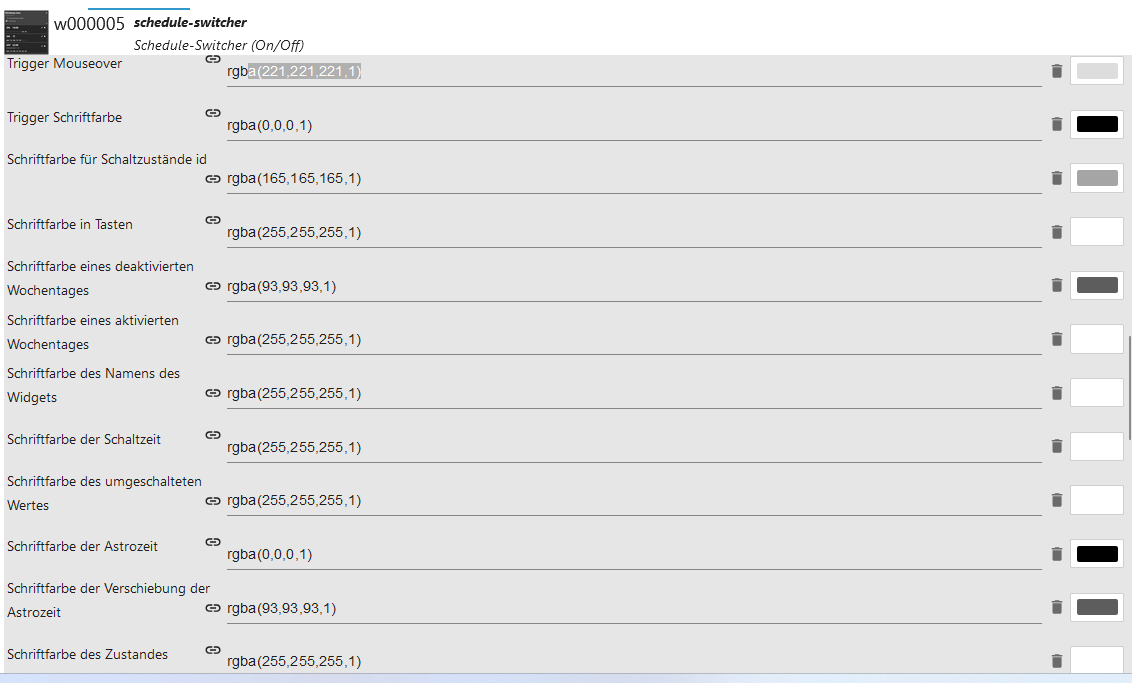 w000005
schedule-switcher
Schedule-Switcher (On/Off)
Trigger Mouseover
rgba(221,221,221,1)
Trigger Schriftfarbe
rgba(0,0,0,1)
Schriftfarbe für Schaltzustände id
rgba(165,165,165,1)
Schriftfarbe in Tasten
rgba(255,255,255,1)
Schriftfarbe eines deaktivierten
Wochentages
rgba(93,93,93,1)
Schriftfarbe eines aktivierten
Wochentages
rgba(255,255,255,1)
Schriftfarbe des Namens des
Widgets
rgba(255,255,255,1)
Schriftfarbe der Schaltzeit
rgba(255,255,255,1)
Schriftfarbe des umgeschalteten
Wertes
rgba(255,255,255,1)
Schriftfarbe der Astrozeit
rgba(0,0,0,1)
Schriftfarbe der Verschiebung der
Astrozeit
rgba(93,93,93,1)
Schriftfarbe des Zustandes
rgba(255,255,255,1)